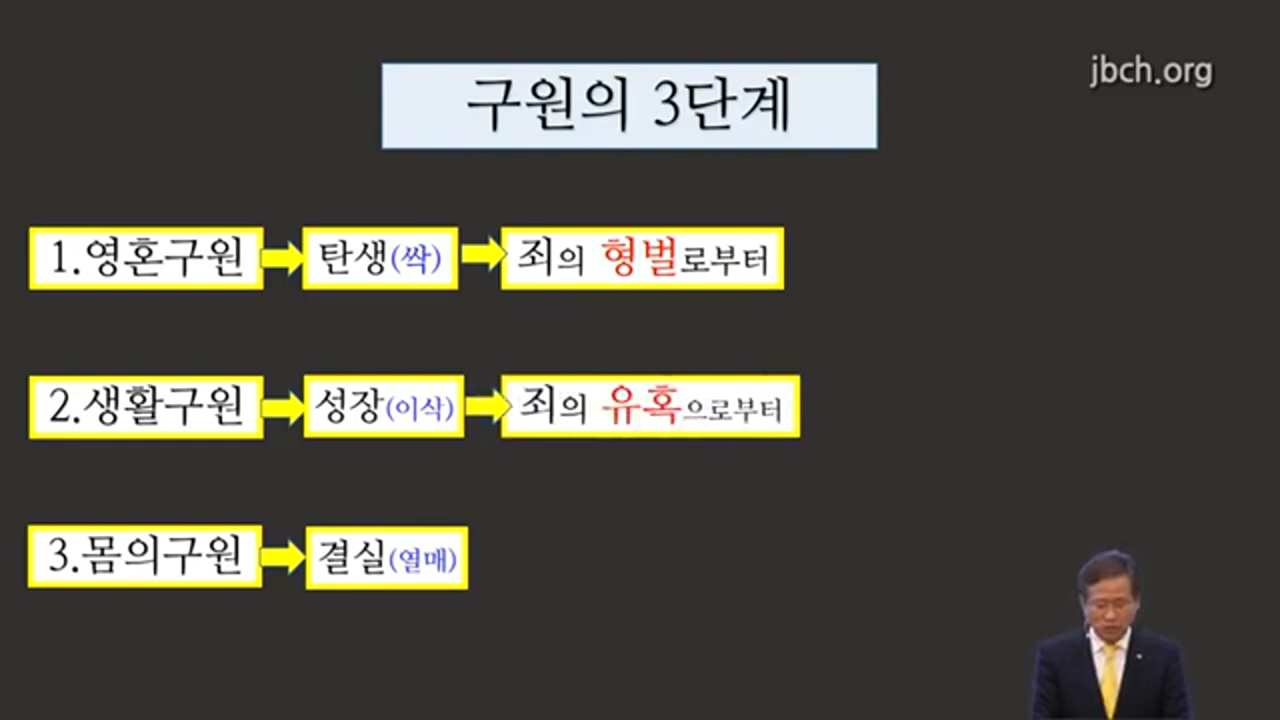 jbch.org
구원의 3단계
1.영혼구원 탄생(싹) 죄의 형벌로부터
2.생활구원 성장(이삭) 죄의 유혹으로부터
3.몸의구원 결실(열매)